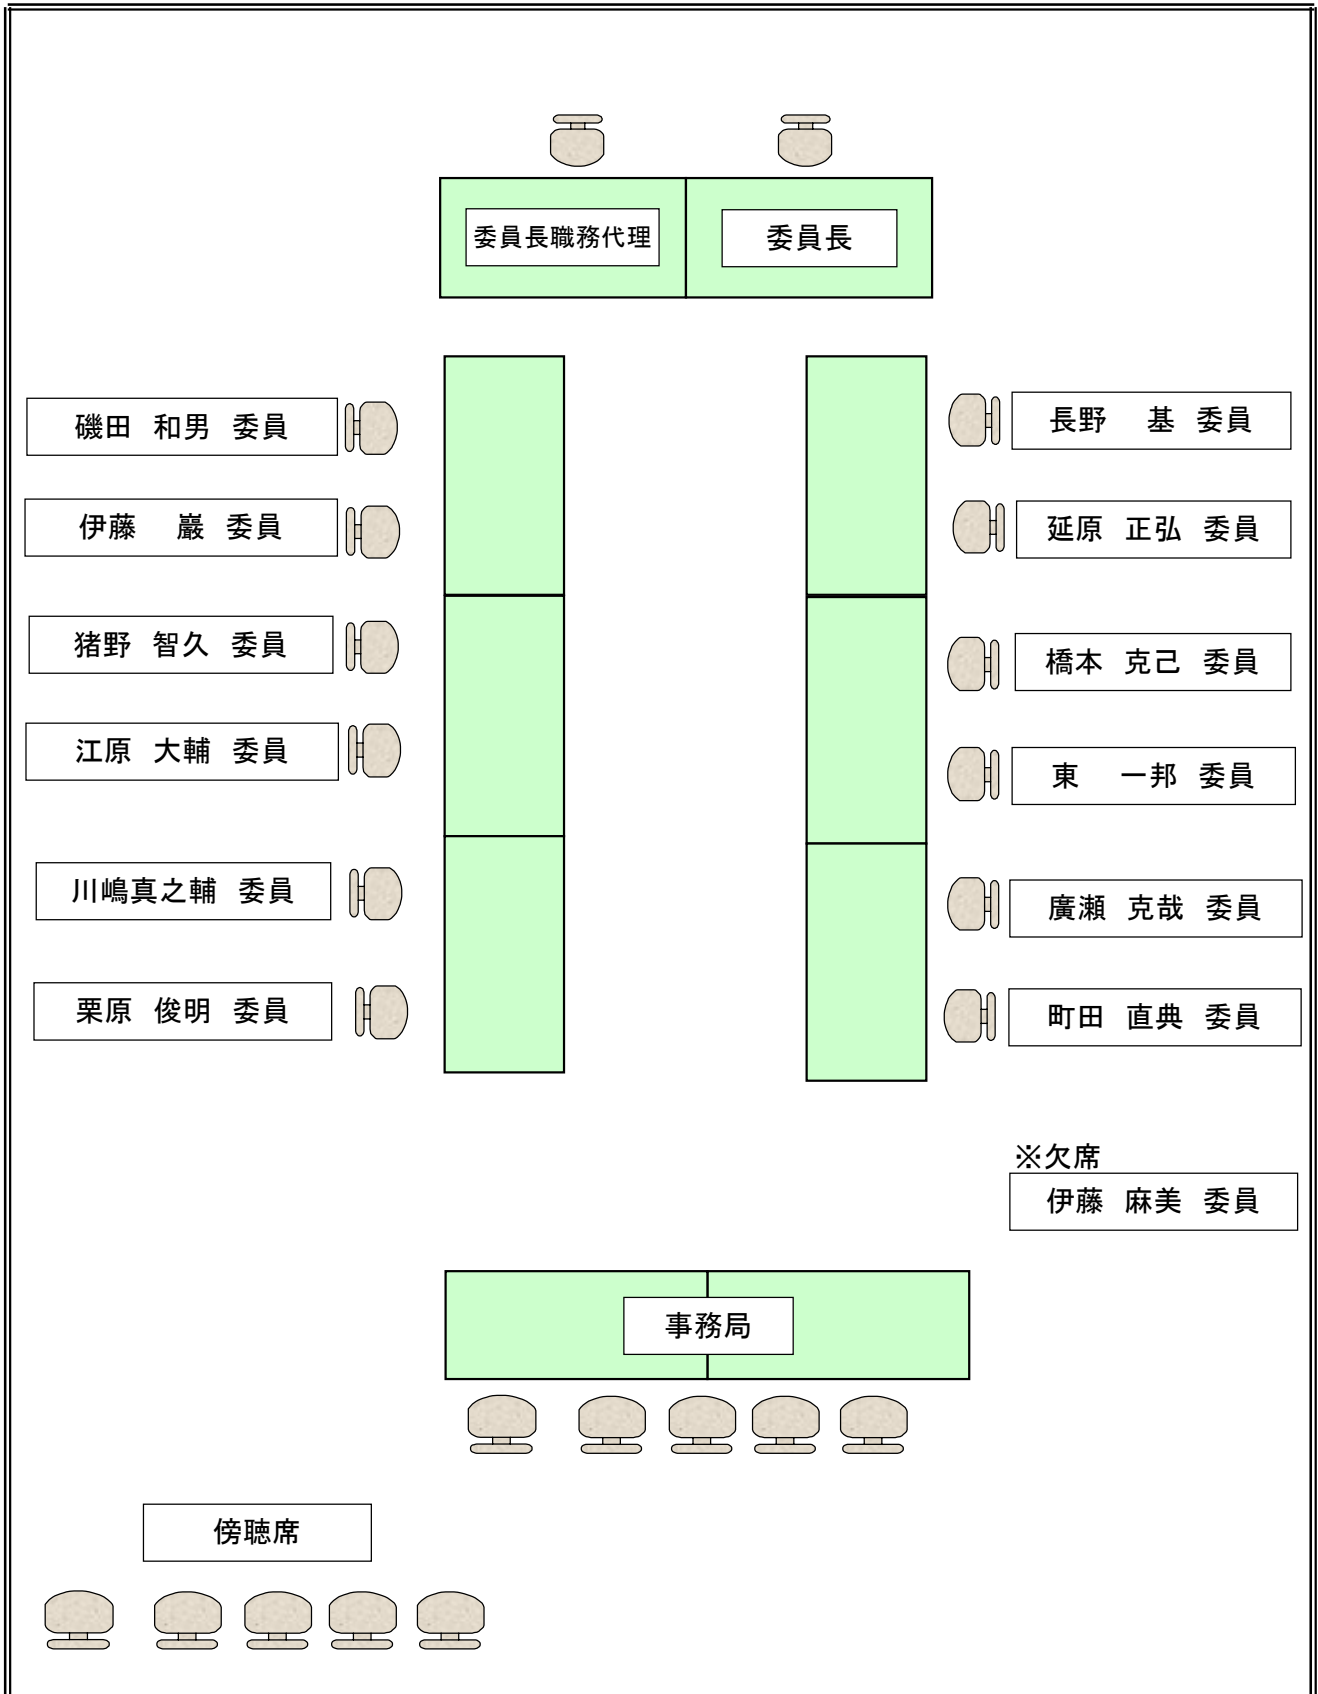 委員長職務代理
委員長
磯田 和男 委員
伊藤 巖 委員
猪野 智久 委員
江原 大輔 委員
川嶋真之輔 委員
栗原 俊明 委員
長野 基 委員
延原 正弘 委員
橋本 克己 委員
東 一邦 委員
廣瀬 克哉 委員
町田 直典 委員
※欠席
伊藤 麻美 委員
事務局
傍聴席